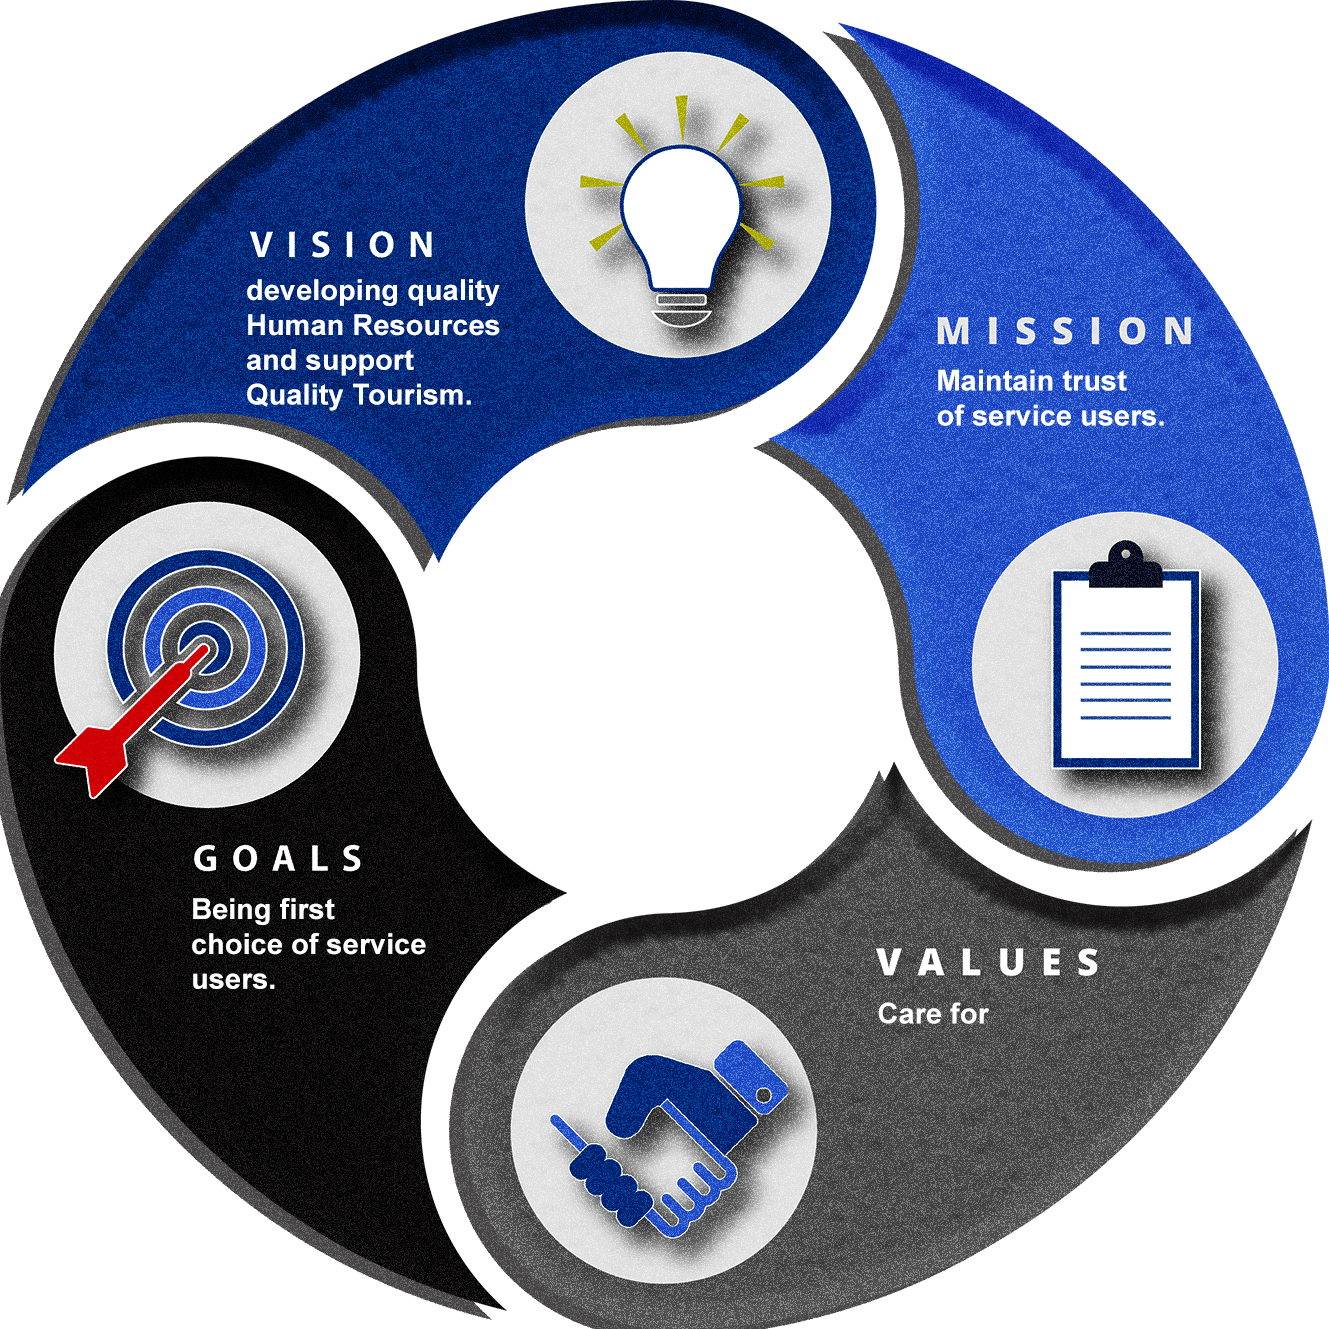 VISION
developing quality
Human Resources
and support
Quality Tourism.
MISSION
Maintain trust
of service users.
GOALS
Being first
choice of service
users.
VALUES
Care for